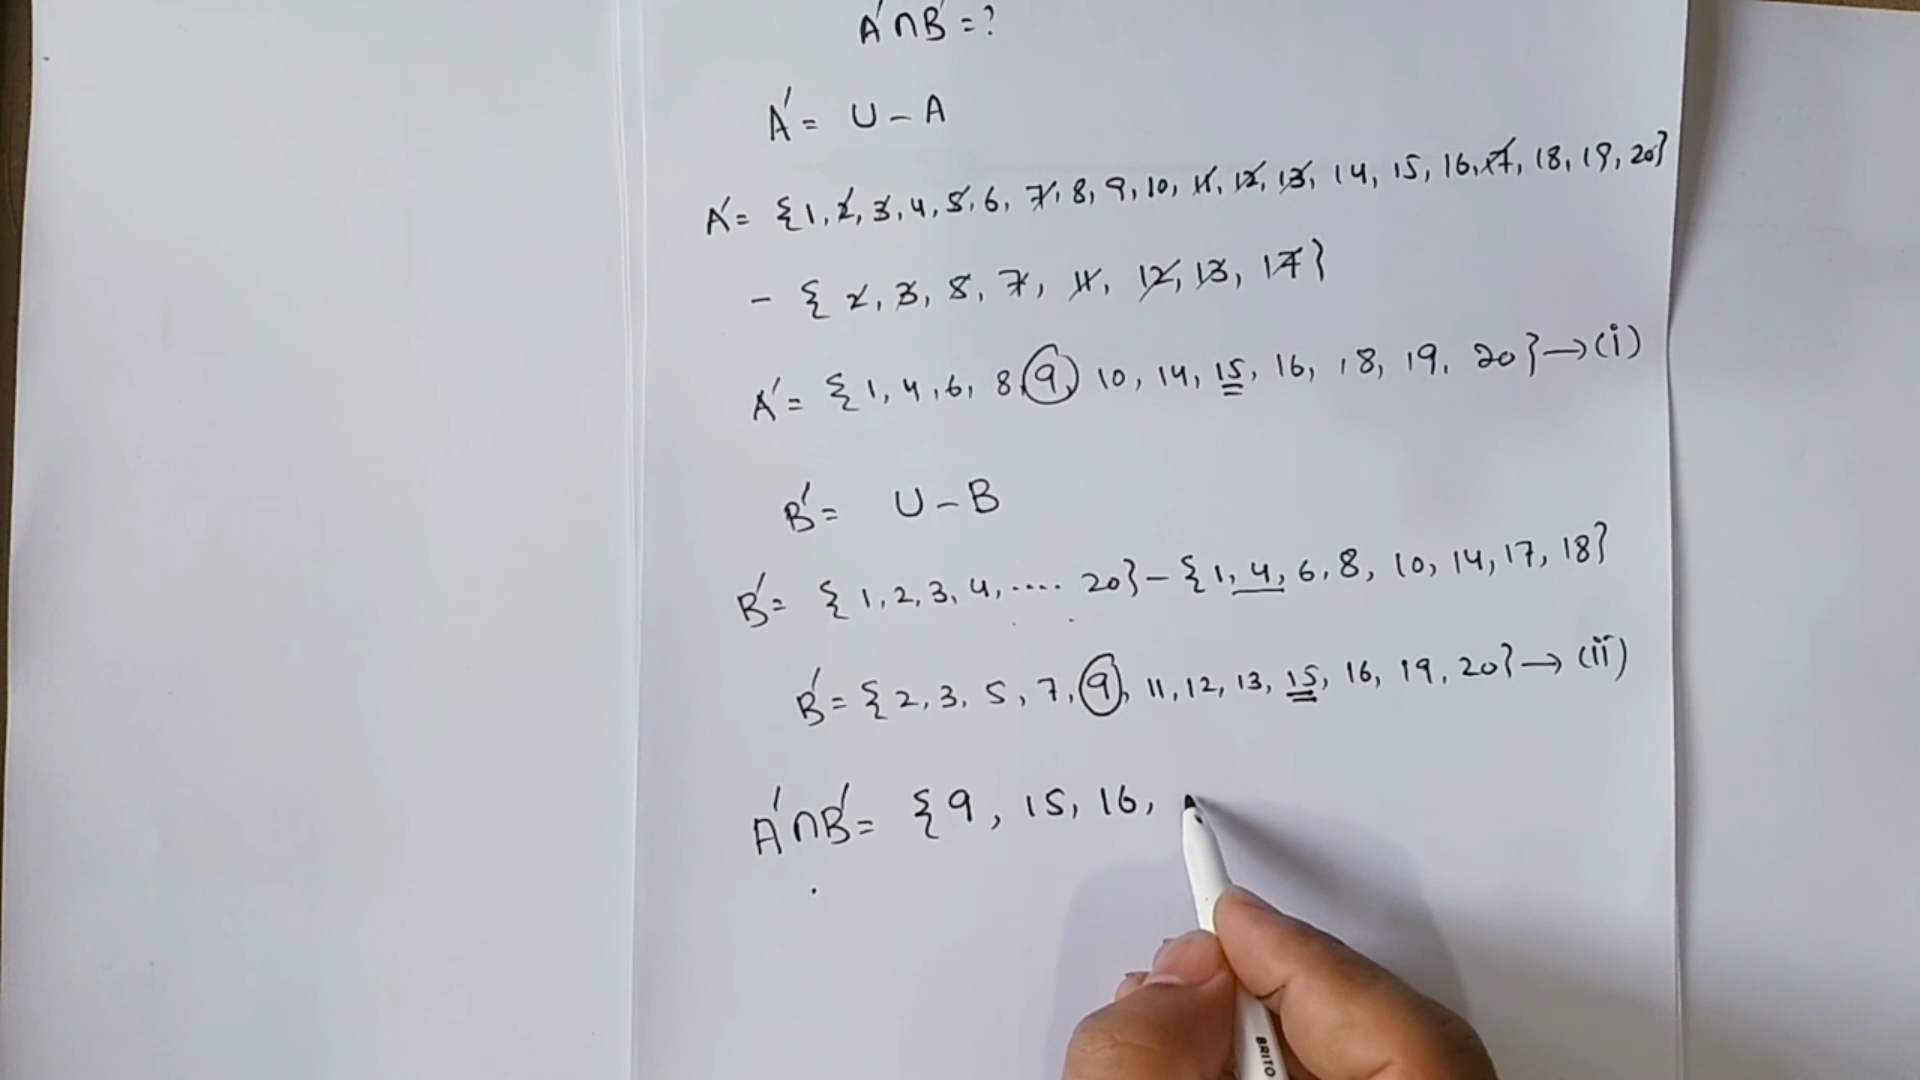 A′∩B′ = ?
A′ = U – A
A′ = {1, 2, 3, 4, 5, 6, 7, 8, 9, 10, 11, 12, 13, 14, 15, 16, 17, 18, 19, 20}
– {2, 3, 5, 7, 11, 12, 13, 17}
A′ = {1, 4, 6, 8, 9, 10, 14, 15, 16, 18, 19, 20} → (i)
B′ = U – B
B′ = {1, 2, 3, 4, .... 20} – {1, 4, 6, 8, 10, 14, 17, 18}
B′ = {2, 3, 5, 7, 9, 11, 12, 13, 15, 16, 19, 20} → (ii)
A′∩B′ = {9, 15, 16,
BRITO